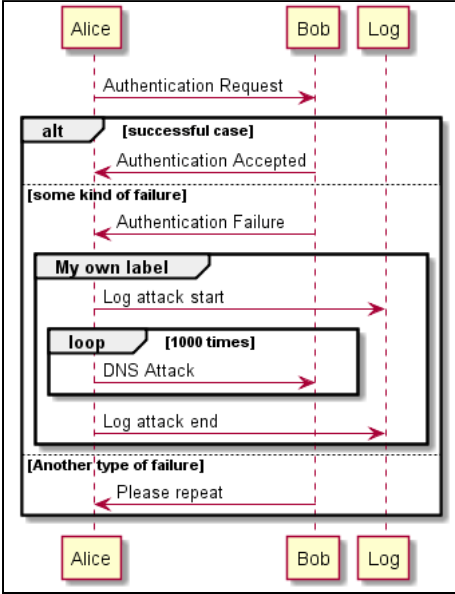 Alice Bob Log
Authentication Request
alt [successful case]
Authentication Accepted
[some kind of failure]
Authentication Failure
My own label
Log attack start
loop [1000 times]
DNS Attack
Log attack end
[Another type of failure]
Please repeat
Alice Bob Log